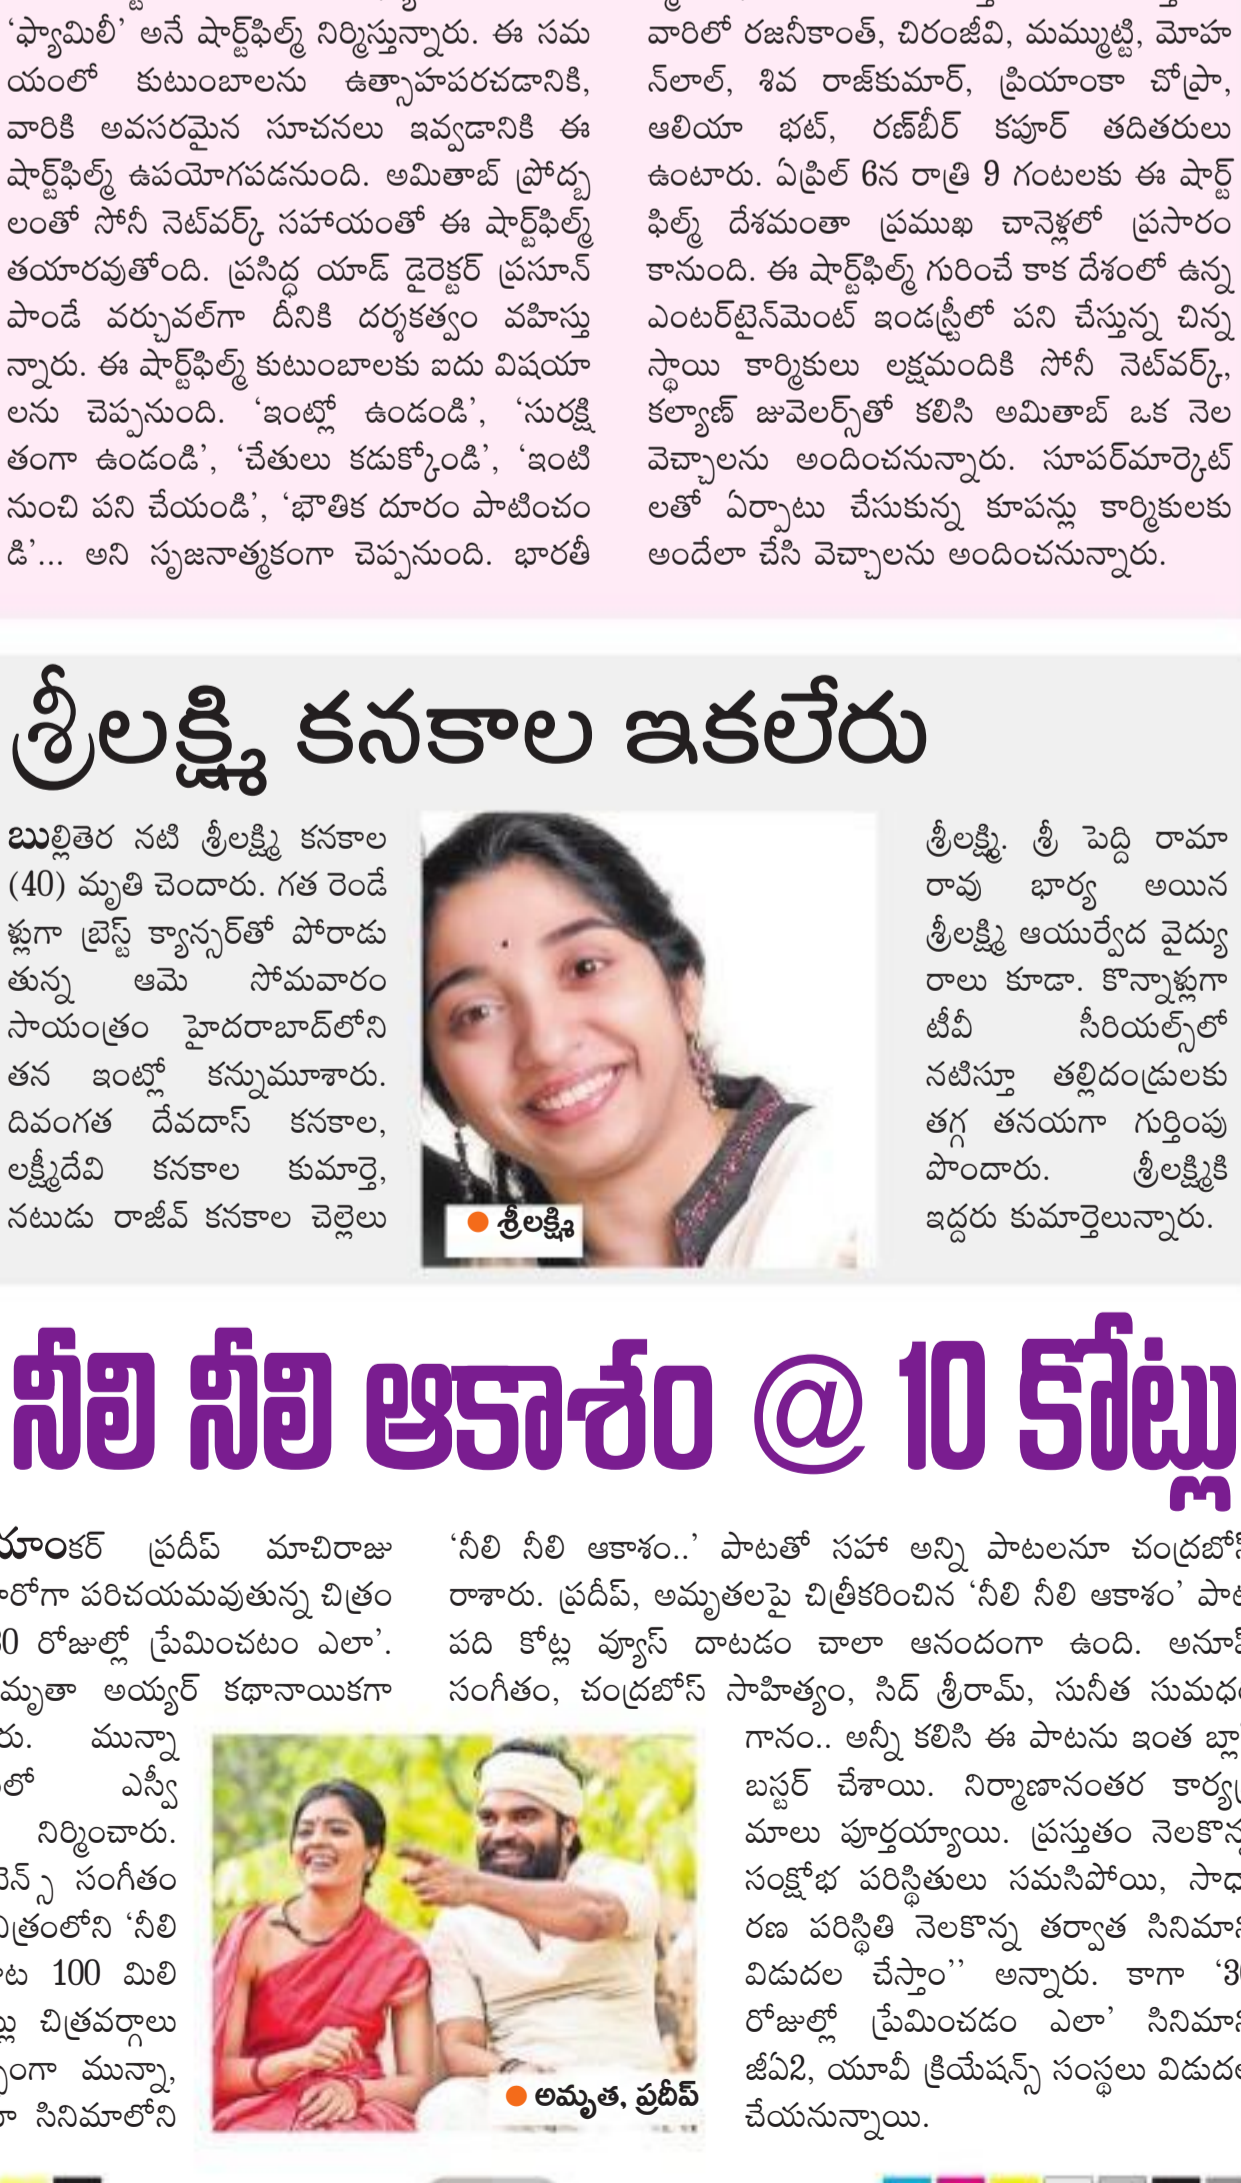 ‘ఫ్యామిలీ’ అనే షార్ట్‌ఫిల్మ్ నిర్మిస్తున్నారు. ఈ సమ
యంలో కుటుంబాలను ఉత్సాహపరచడానికి,
వారికి అవసరమైన సూచనలు ఇవ్వడానికి ఈ
షార్ట్‌ఫిల్మ్ ఉపయోగపడనుంది. అమితాబ్ ప్రోద్బ
లంతో సోనీ నెట్‌వర్క్ సహాయంతో ఈ షార్ట్‌ఫిల్మ్
తయారవుతోంది. ప్రసిద్ధ యాడ్ డైరెక్టర్ ప్రసూన్
పాండే వర్చువల్‌గా దీనికి దర్శకత్వం వహిస్తు
న్నారు. ఈ షార్ట్‌ఫిల్మ్ కుటుంబాలకు ఐదు విషయా
లను చెప్పనుంది. ‘ఇంట్లో ఉండండి’, ‘సురక్షి
తంగా ఉండండి’, ‘చేతులు కడుక్కోండి’, ‘ఇంటి
నుంచి పని చేయండి’, ‘భౌతిక దూరం పాటించం
డి’... అని సృజనాత్మకంగా చెప్పనుంది. భారతీ
వారిలో రజనీకాంత్, చిరంజీవి, మమ్ముట్టి, మోహ
న్‌లాల్, శివ రాజ్‌కుమార్, ప్రియాంకా చోప్రా,
ఆలియా భట్, రణ్‌బీర్ కపూర్ తదితరులు
ఉంటారు. ఏప్రిల్ 6న రాత్రి 9 గంటలకు ఈ షార్ట్
ఫిల్మ్ దేశమంతా ప్రముఖ చానెళ్లలో ప్రసారం
కానుంది. ఈ షార్ట్‌ఫిల్మ్ గురించే కాక దేశంలో ఉన్న
ఎంటర్‌టైన్‌మెంట్ ఇండస్ట్రీలో పని చేస్తున్న చిన్న
స్థాయి కార్మికులు లక్షమందికి సోనీ నెట్‌వర్క్,
కల్యాణ్ జువెలర్స్‌తో కలిసి అమితాబ్ ఒక నెల
వెచ్చాలను అందించనున్నారు. సూపర్‌మార్కెట్
లతో ఏర్పాటు చేసుకున్న కూపన్లు కార్మికులకు
అందేలా చేసి వెచ్చాలను అందించనున్నారు.
శ్రీలక్ష్మి కనకాల ఇకలేరు
బుల్లితెర నటి శ్రీలక్ష్మి కనకాల
(40) మృతి చెందారు. గత రెండే
ళ్లుగా బ్రెస్ట్ క్యాన్సర్‌తో పోరాడు
తున్న ఆమె సోమవారం
సాయంత్రం హైదరాబాద్‌లోని
తన ఇంట్లో కన్నుమూశారు.
దివంగత దేవదాస్ కనకాల,
లక్ష్మీదేవి కనకాల కుమార్తె,
నటుడు రాజీవ్ కనకాల చెల్లెలు
శ్రీలక్ష్మి
శ్రీలక్ష్మి. శ్రీ పెద్ది రామా
రావు భార్య అయిన
శ్రీలక్ష్మి ఆయుర్వేద వైద్యు
రాలు కూడా. కొన్నాళ్లుగా
టీవీ సీరియల్స్‌లో
నటిస్తూ తల్లిదండ్రులకు
తగ్గ తనయగా గుర్తింపు
పొందారు. శ్రీలక్ష్మికి
ఇద్దరు కుమార్తెలున్నారు.
నీలి నీలి ఆకాశం @ 10 కోట్లు
యాంకర్ ప్రదీప్ మాచిరాజు
పరిచయమవుతున్న చిత్రం
రోజుల్లో ప్రేమించటం ఎలా’.
అయ్యర్ కథానాయికగా
మున్నా
ఎస్వీ
నిర్మించారు.
సంగీతం
‘నీలి
100 మిలి
చిత్రవర్గాలు
మున్నా,
సినిమాలోని
అమృత, ప్రదీప్
‘నీలి నీలి ఆకాశం..’ పాటతో సహా అన్ని పాటలనూ చంద్రబోస్
రాశారు. ప్రదీప్, అమృతలపై చిత్రీకరించిన ‘నీలి నీలి ఆకాశం’
పది కోట్ల వ్యూస్ దాటడం చాలా ఆనందంగా ఉంది.
సంగీతం, చంద్రబోస్ సాహిత్యం, సిద్ శ్రీరామ్, సునీత
గానం.. అన్నీ కలిసి ఈ పాటను ఇంత
బస్టర్ చేశాయి. నిర్మాణానంతర
మాలు పూర్తయ్యాయి. ప్రస్తుతం
సంక్షోభ పరిస్థితులు సమసిపోయి,
రణ పరిస్థితి నెలకొన్న తర్వాత
విడుదల చేస్తాం’’ అన్నారు. కాగా
రోజుల్లో ప్రేమించడం ఎలా’
జీఏ2, యూవీ క్రియేషన్స్ సంస్థలు
చేయనున్నాయి.